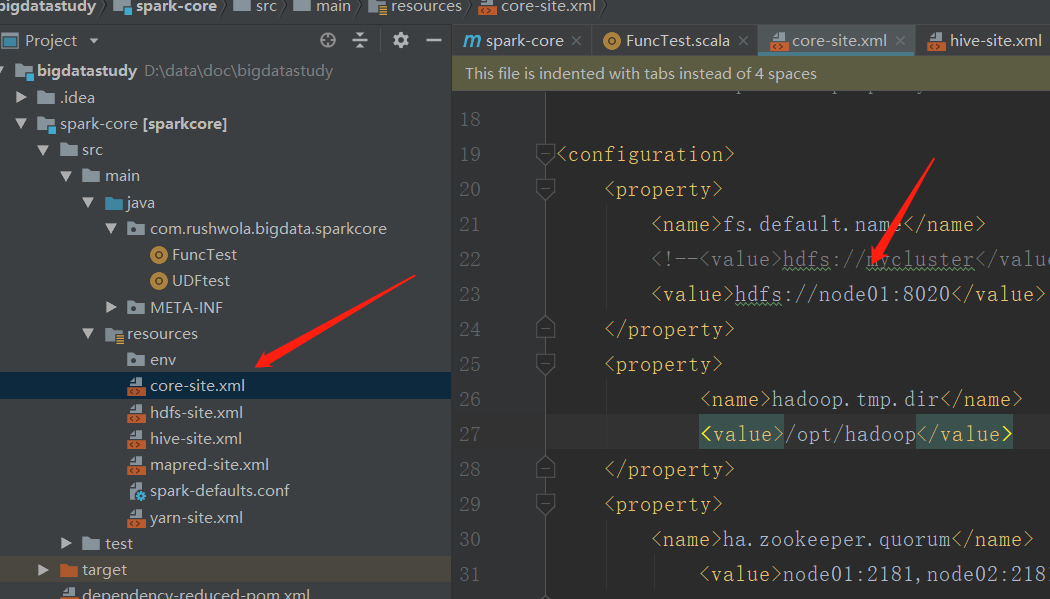 bigdatastudy spark-core src main resources core-site.xml
Project
bigdatastudy D:\data\doc\bigdatastudy
.idea
spark-core [sparkcore]
src
main
java
com.rushwola.bigdata.sparkcore
FuncTest
UDFtest
META-INF
resources
env
core-site.xml
hdfs-site.xml
hive-site.xml
mapred-site.xml
spark-defaults.conf
yarn-site.xml
test
target
dependency-reduced-pom.xml
m spark-core FuncTest.scala core-site.xml hive-site.xml
This file is indented with tabs instead of 4 spaces
18
19 <configuration>
20 <property>
21 <name>fs.default.name</name>
22 <!--<value>hdfs://mycluster</valu
23 <value>hdfs://node01:8020</value>
24 </property>
25 <property>
26 <name>hadoop.tmp.dir</name>
27 <value>/opt/hadoop</value>
28 </property>
29 <property>
30 <name>ha.zookeeper.quorum</name>
31 <value>node01:2181,node02:218